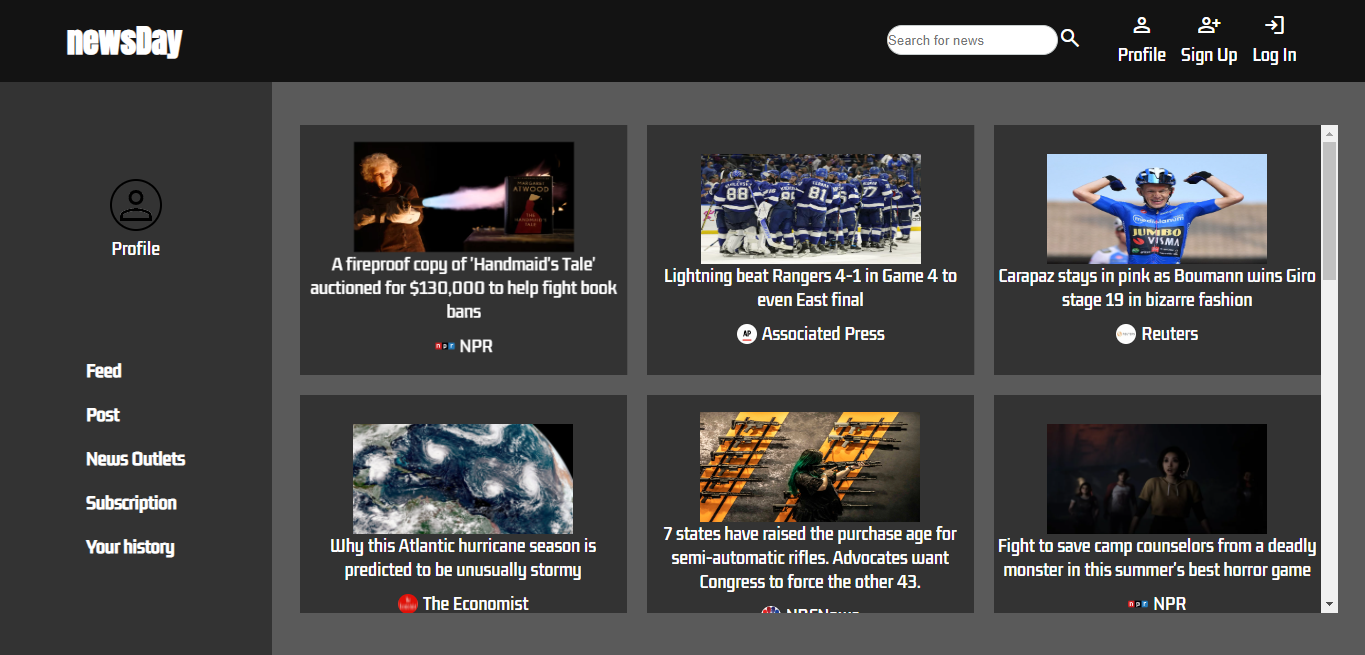 newsDay
Search for news
Profile
Sign Up
Log In
Profile
Feed
Post
News Outlets
Subscription
Your history
MARGARET
ATWOOD
THE
HANDMAID'S
TALE
A fireproof copy of 'Handmaid's Tale'
auctioned for $130,000 to help fight book
bans
npr NPR
88
81
Lightning beat Rangers 4-1 in Game 4 to
even East final
AP Associated Press
JUMBO
VISMA
Carapaz stays in pink as Boumann wins Giro
stage 19 in bizarre fashion
Reuters
Why this Atlantic hurricane season is
predicted to be unusually stormy
The Economist
7 states have raised the purchase age for
semi-automatic rifles. Advocates want
Congress to force the other 43.
Fight to save camp counselors from a deadly
monster in this summer's best horror game
npr NPR